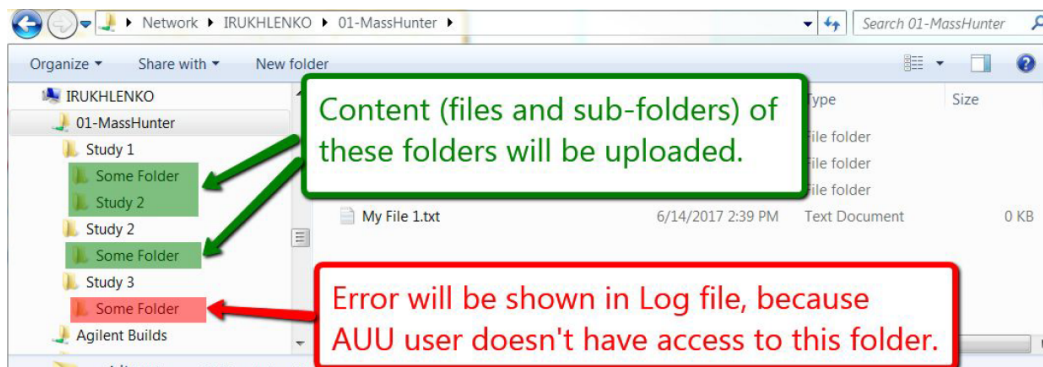 Network ▸ IRUKHLENKO ▸ 01-MassHunter ▸
Search 01-MassHunter
Organize ▾ Share with ▾ New folder
IRUKHLENKO
01-MassHunter
Study 1
Some Folder
Study 2
Study 2
Some Folder
Study 3
Some Folder
Agilent Builds
Type Size
File folder
File folder
File folder
My File 1.txt 6/14/2017 2:39 PM Text Document 0 KB
Content (files and sub-folders) of
these folders will be uploaded.
Error will be shown in Log file, because
AUU user doesn't have access to this folder.